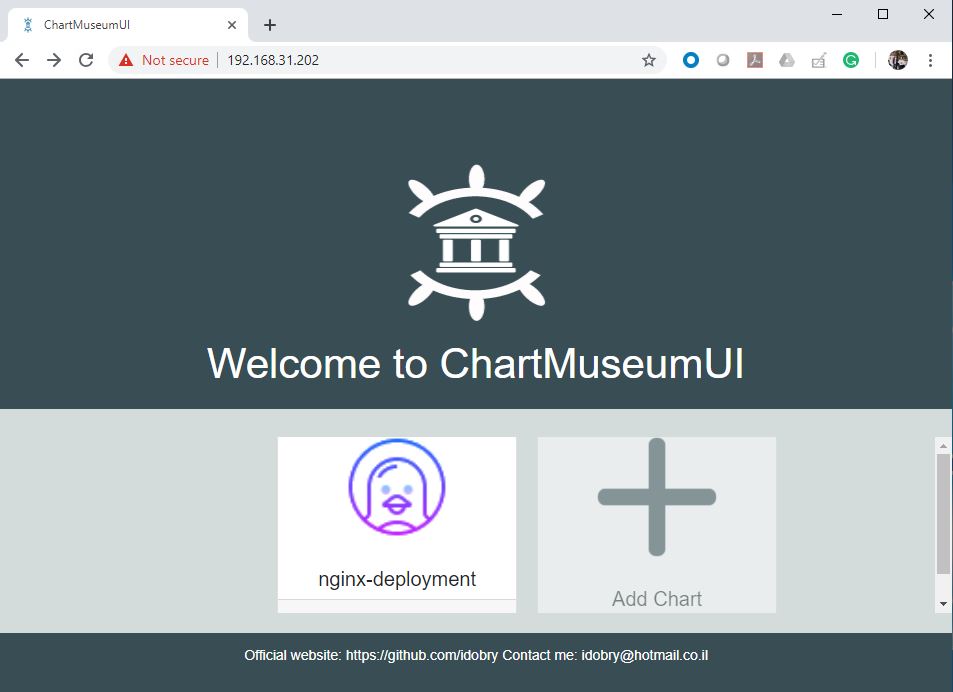 ChartMuseumUI
Not secure
192.168.31.202
Welcome to ChartMuseumUI
nginx-deployment
Add Chart
Official website: https://github.com/idobry Contact me: idobry@hotmail.co.il